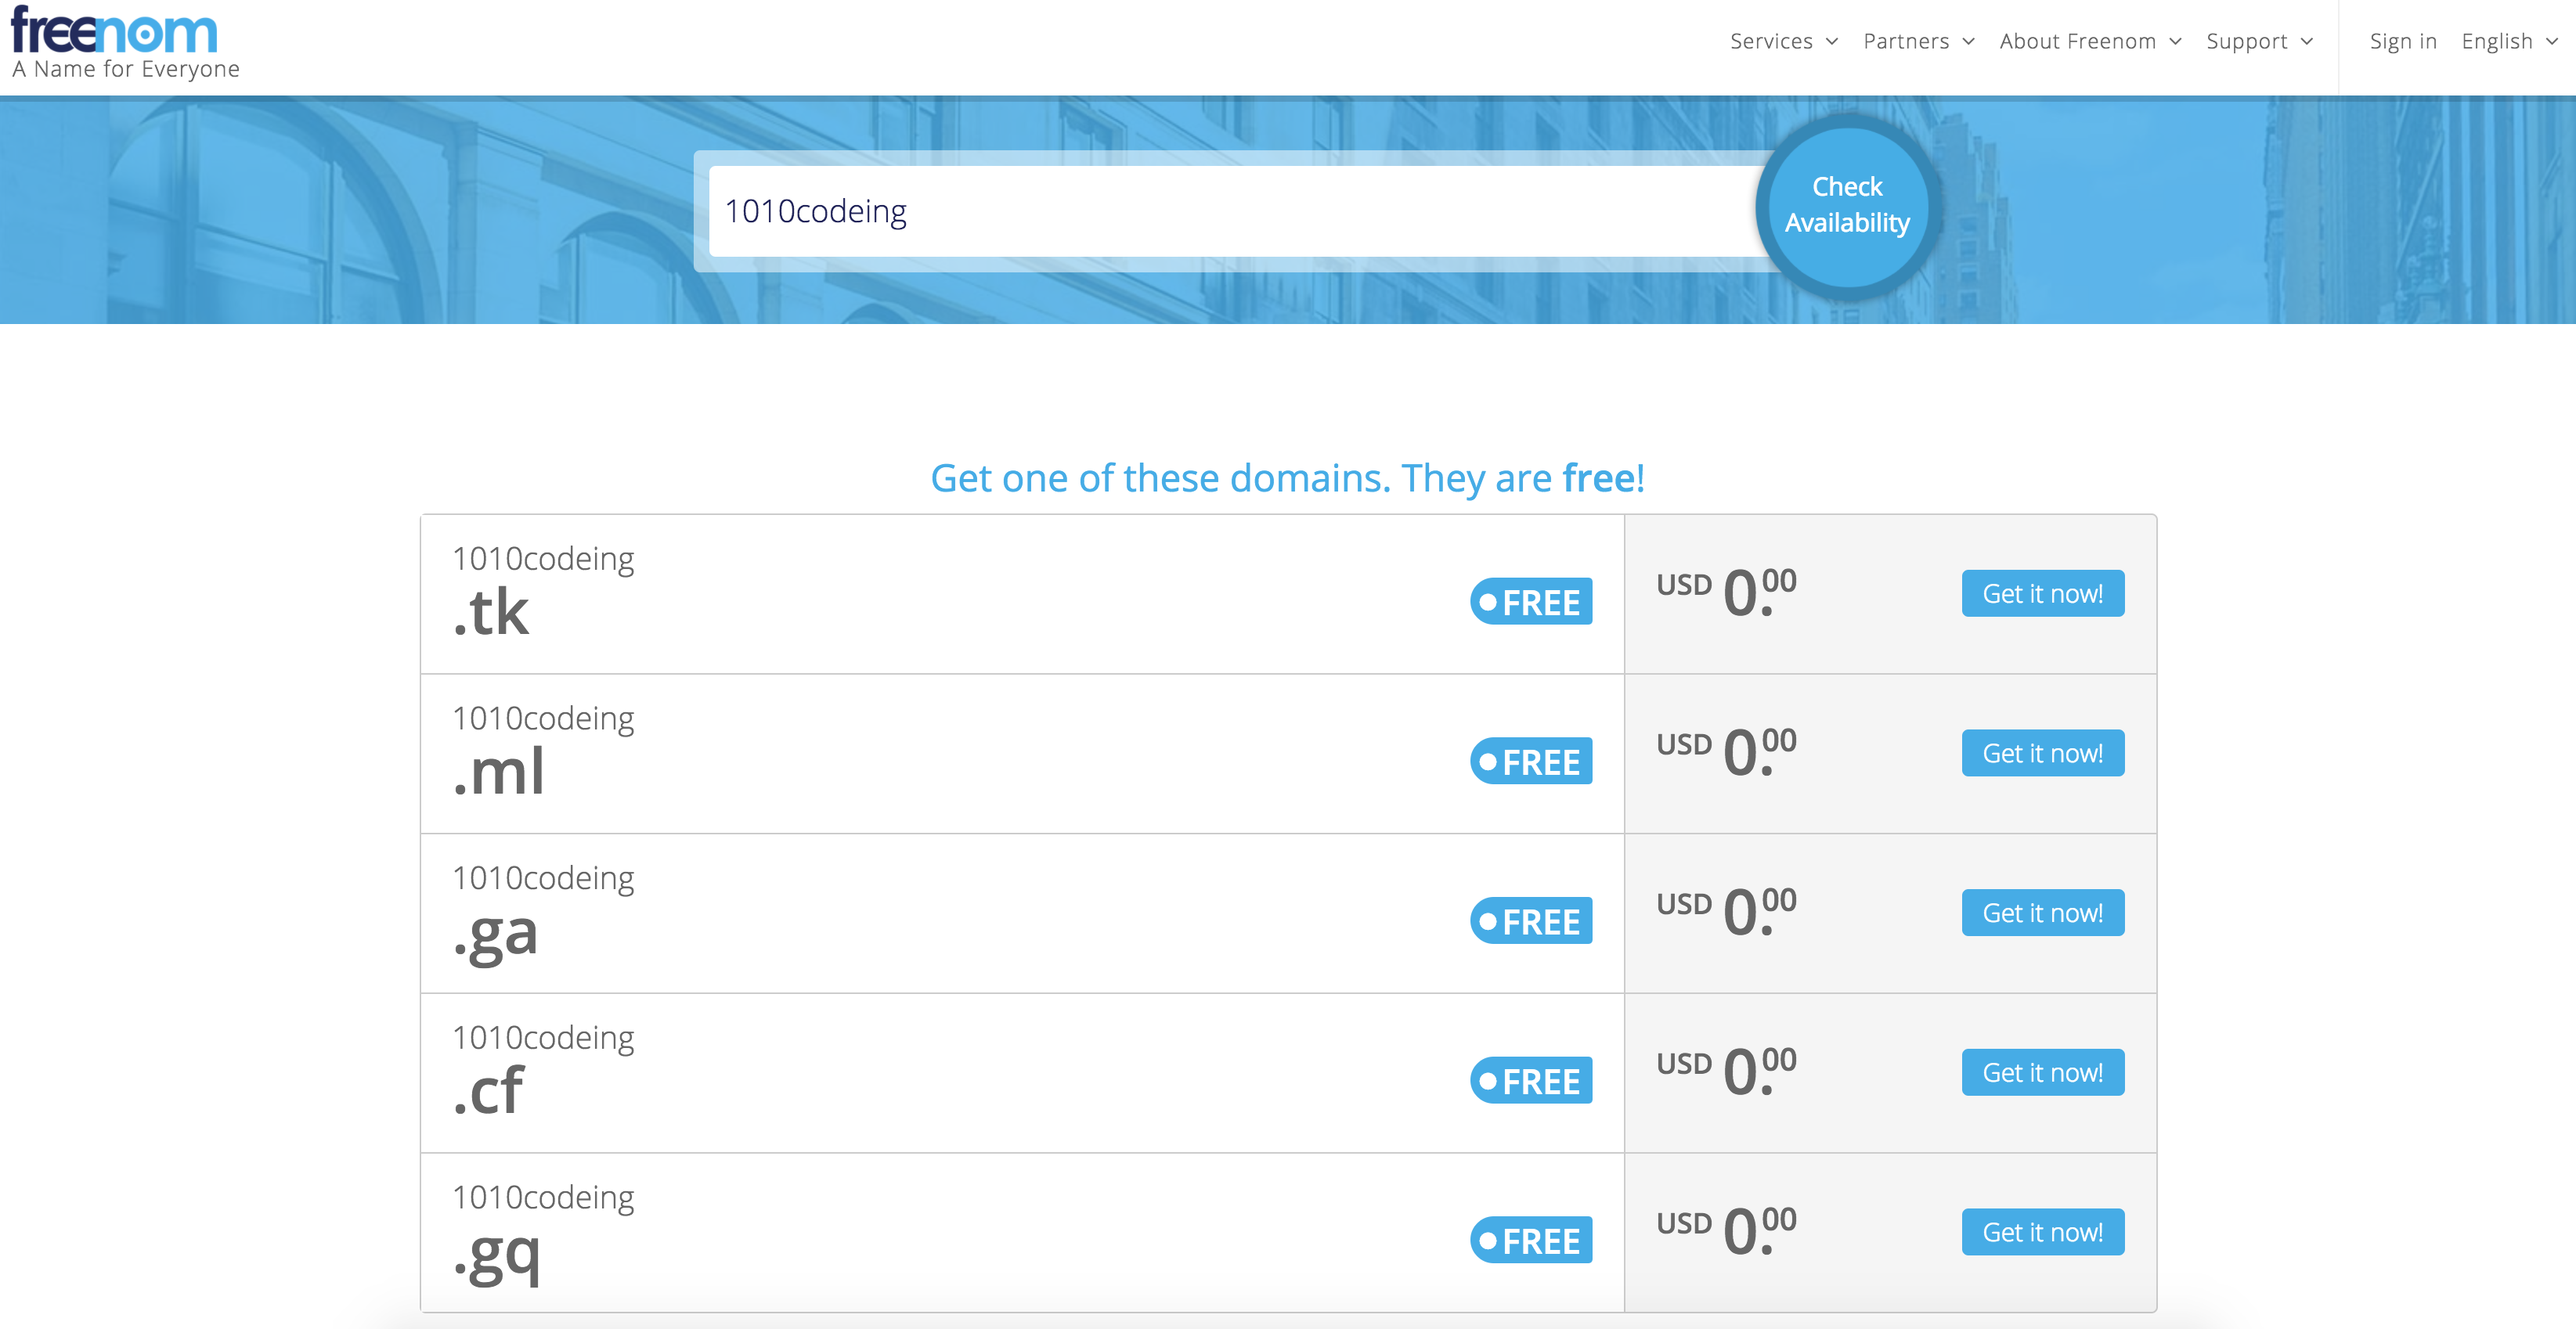 freenom
A Name for Everyone
Services Partners About Freenom Support Sign in English
1010codeing
Check
Availability
Get one of these domains. They are free!
1010codeing
.tk
FREE
USD 0.00
Get it now!
1010codeing
.ml
FREE
USD 0.00
Get it now!
1010codeing
.ga
FREE
USD 0.00
Get it now!
1010codeing
.cf
FREE
USD 0.00
Get it now!
1010codeing
.gq
FREE
USD 0.00
Get it now!